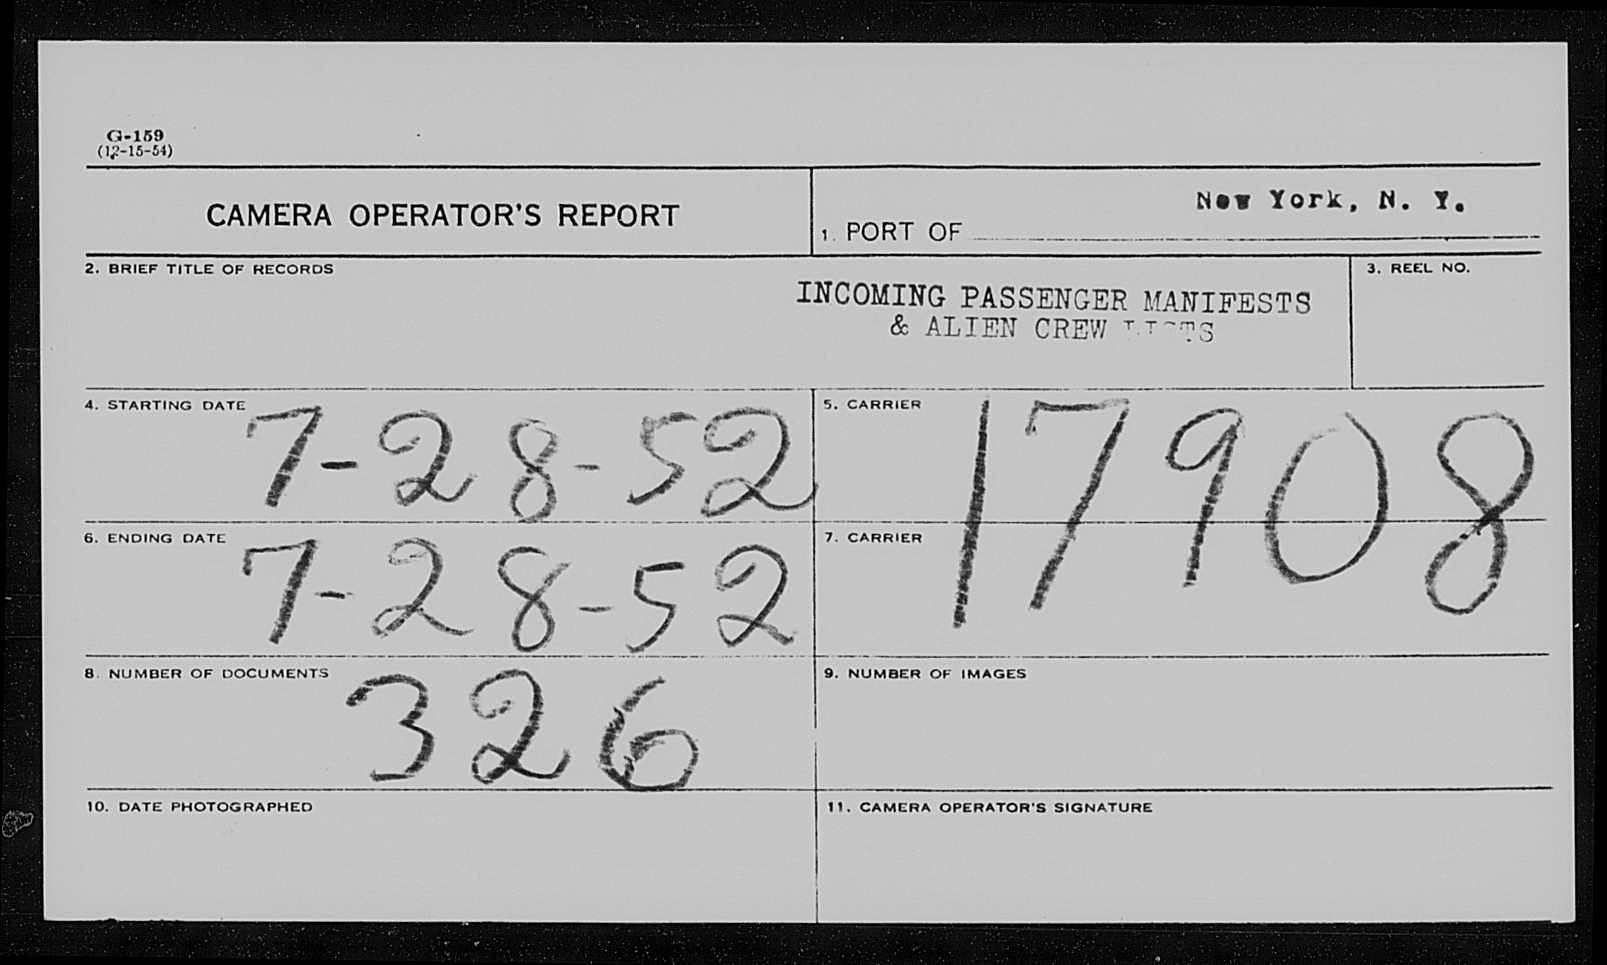 G-159
(12-15-54)
CAMERA OPERATOR'S REPORT
1. PORT OF New York, N. Y.
2. BRIEF TITLE OF RECORDS
INCOMING PASSENGER MANIFESTS
& ALIEN CREW LISTS
3. REEL NO.
4. STARTING DATE 7-28-52
5. CARRIER 17908
6. ENDING DATE 7-28-52
7. CARRIER
8. NUMBER OF DOCUMENTS 326
9. NUMBER OF IMAGES
10. DATE PHOTOGRAPHED
11. CAMERA OPERATOR'S SIGNATURE